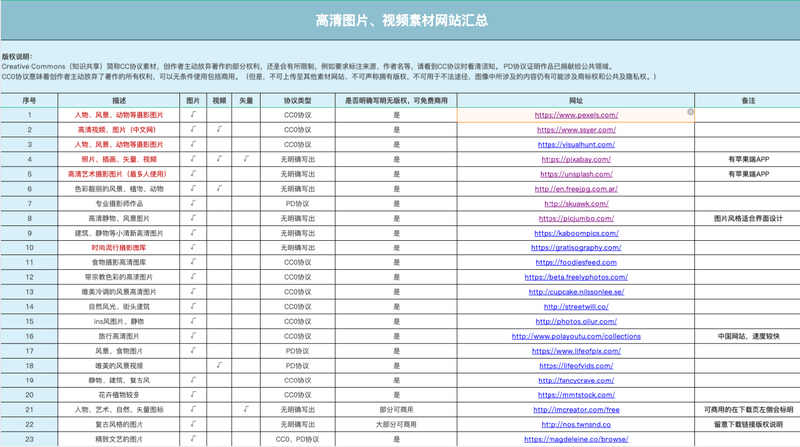 高清图片、视频素材网站汇总
版权说明：
Creative Commons（知识共享）简称CC协议素材，创作者主动放弃著作的部分权利，还是会有所限制，例如要求标注来源、作者名等，请看到CC协议时看清须知。 PD协议证明作品已捐献给公共领域。
CC0协议意味着创作者主动放弃了著作的所有权利，可以无条件使用包括商用。（但是，不可上传至其他素材网站、不可声称拥有版权，不可用于不法途径，图像中所涉及的内容仍有可能涉及商标权和公共及隐私权。）
序号 描述 图片 视频 矢量 协议类型 是否明确写明无版权，可免费商用 网址 备注
1 人物、风景、动物等摄影图片 √ CC0协议 是 https://www.pexels.com/
2 高清视频、图片（中文网） √ √ CC0协议 是 https://www.ssyer.com/
3 人物、风景、动物等摄影图片 √ CC0协议 是 https://visualhunt.com/
4 照片、插画、矢量、视频 √ √ √ 无明确写出 是 https://pixabay.com/ 有苹果端APP
5 高清艺术摄影图片（最多人使用） √ 无明确写出 是 https://unsplash.com/ 有苹果端APP
6 色彩靓丽的风景、植物、动物 √ √ 无明确写出 是 http://en.freejpg.com.ar/
7 专业摄影师作品 √ PD协议 是 http://skuawk.com/
8 高清静物、风景图片 √ 无明确写出 是 https://picjumbo.com/ 图片风格适合界面设计
9 建筑、静物等小清新高清图片 √ 无明确写出 是 https://kaboompics.com/
10 时尚流行摄影图库 √ 无明确写出 是 https://gratisography.com/
11 食物摄影高清图库 √ CC0协议 是 https://foodiesfeed.com
12 带宗教色彩的高清图片 √ CC0协议 是 https://beta.freelyphotos.com/
13 唯美冷调的风景高清图片 √ CC0协议 是 http://cupcake.nilssonlee.se/
14 自然风光、街头建筑 √ CC0协议 是 http://streetwill.co/
15 ins风图片、静物 √ CC0协议 是 http://photos.oliur.com/
16 旅行高清图片 √ CC0协议 是 http://www.polayoutu.com/collections 中国网站，速度较快
17 风景、食物图片 √ PD协议 是 https://www.lifeofpix.com/
18 唯美的风景视频 √ PD协议 是 https://lifeofvids.com/
19 静物、建筑、复古风 √ CC0协议 是 http://fancycrave.com/
20 花卉植物较多 √ CC0协议 是 https://mmtstock.com/
21 人物、艺术、自然、矢量图标 √ √ 无明确写出 部分可商用 http://imcreator.com/free 可商用的在下载页左侧会标明
22 复古风格的图片 √ 无明确写出 大部分可商用 http://nos.twnsnd.co 留意下载链接版权说明
23 精致文艺的图片 √ CC0、PD协议 是 https://magdeleine.co/browse/